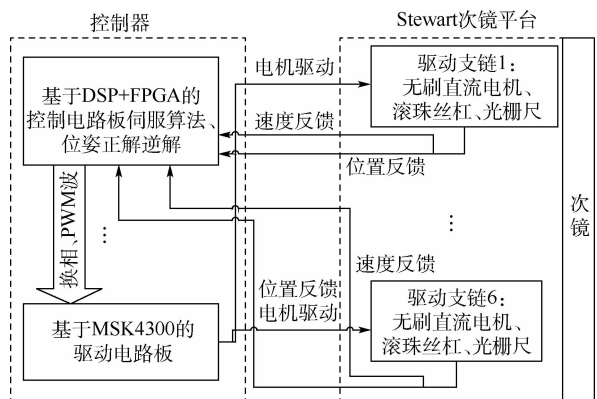 控制器
Stewart次镜平台
基于DSP+FPGA的
控制电路板伺服算法、
位姿正解逆解
电机驱动
速度反馈
位置反馈
驱动支链1:
无刷直流电机、
滚珠丝杠、光栅尺
换相、PWM波
⋯
⋮
次镜
速度反馈
位置反馈
电机驱动
基于MSK4300的
驱动电路板
驱动支链6:
无刷直流电机、
滚珠丝杠、光栅尺